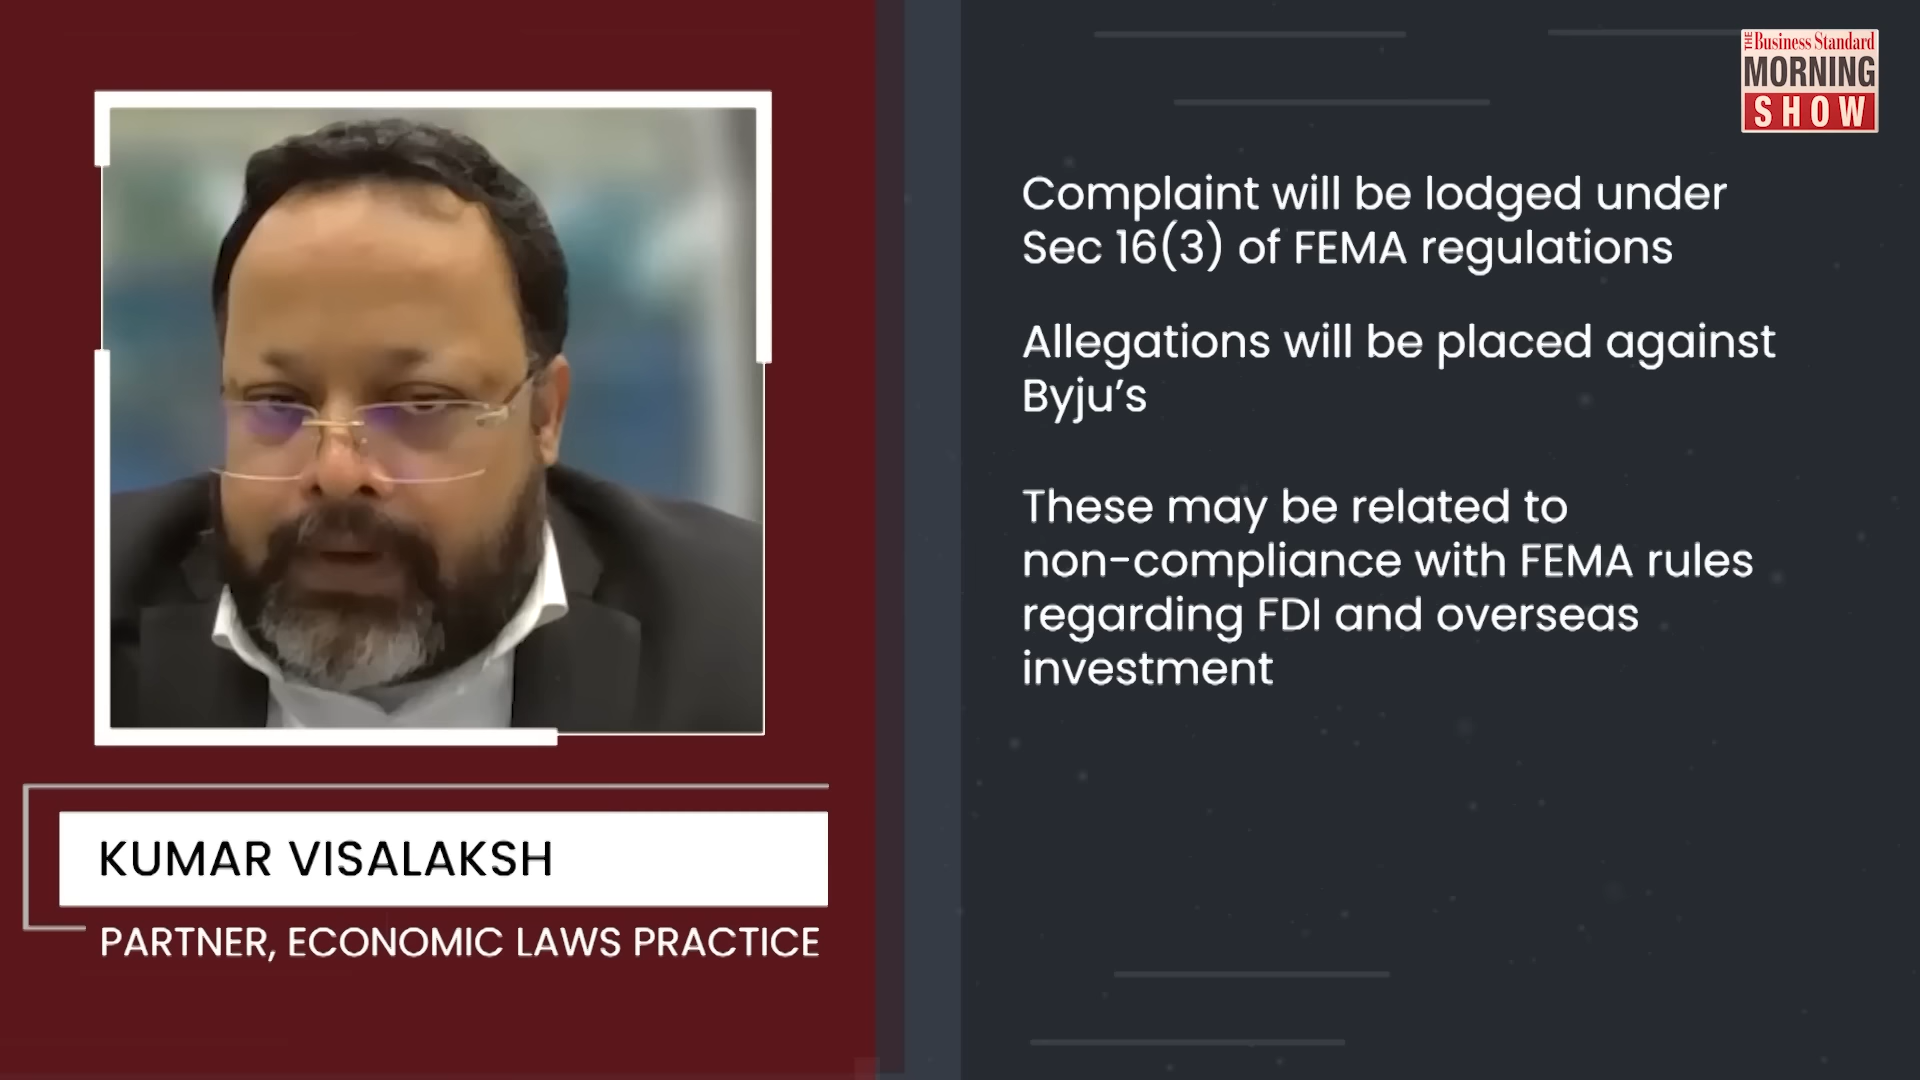 THE
Business Standard
MORNING
SHOW
Complaint will be lodged under
Sec 16(3) of FEMA regulations
Allegations will be placed against
Byju’s
These may be related to
non-compliance with FEMA rules
regarding FDI and overseas
investment
KUMAR VISALAKSH
PARTNER, ECONOMIC LAWS PRACTICE